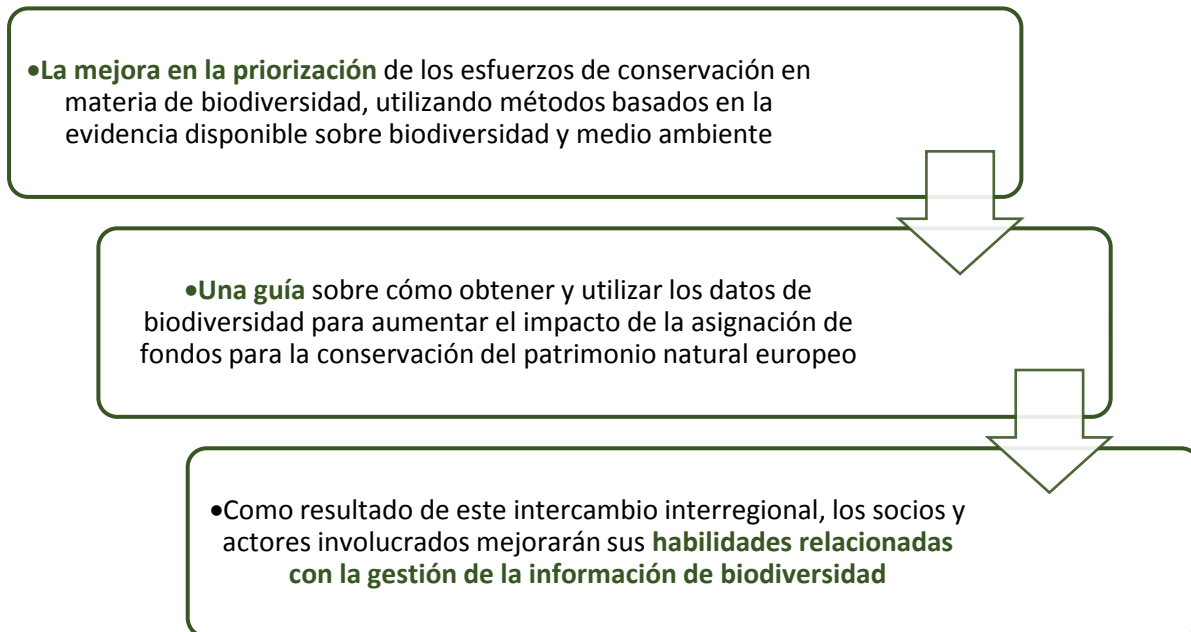 •La mejora en la priorización de los esfuerzos de conservación en
materia de biodiversidad, utilizando métodos basados en la
evidencia disponible sobre biodiversidad y medio ambiente
•Una guía sobre cómo obtener y utilizar los datos de
biodiversidad para aumentar el impacto de la asignación de
fondos para la conservación del patrimonio natural europeo
•Como resultado de este intercambio interregional, los socios y
actores involucrados mejorarán sus habilidades relacionadas
con la gestión de la información de biodiversidad